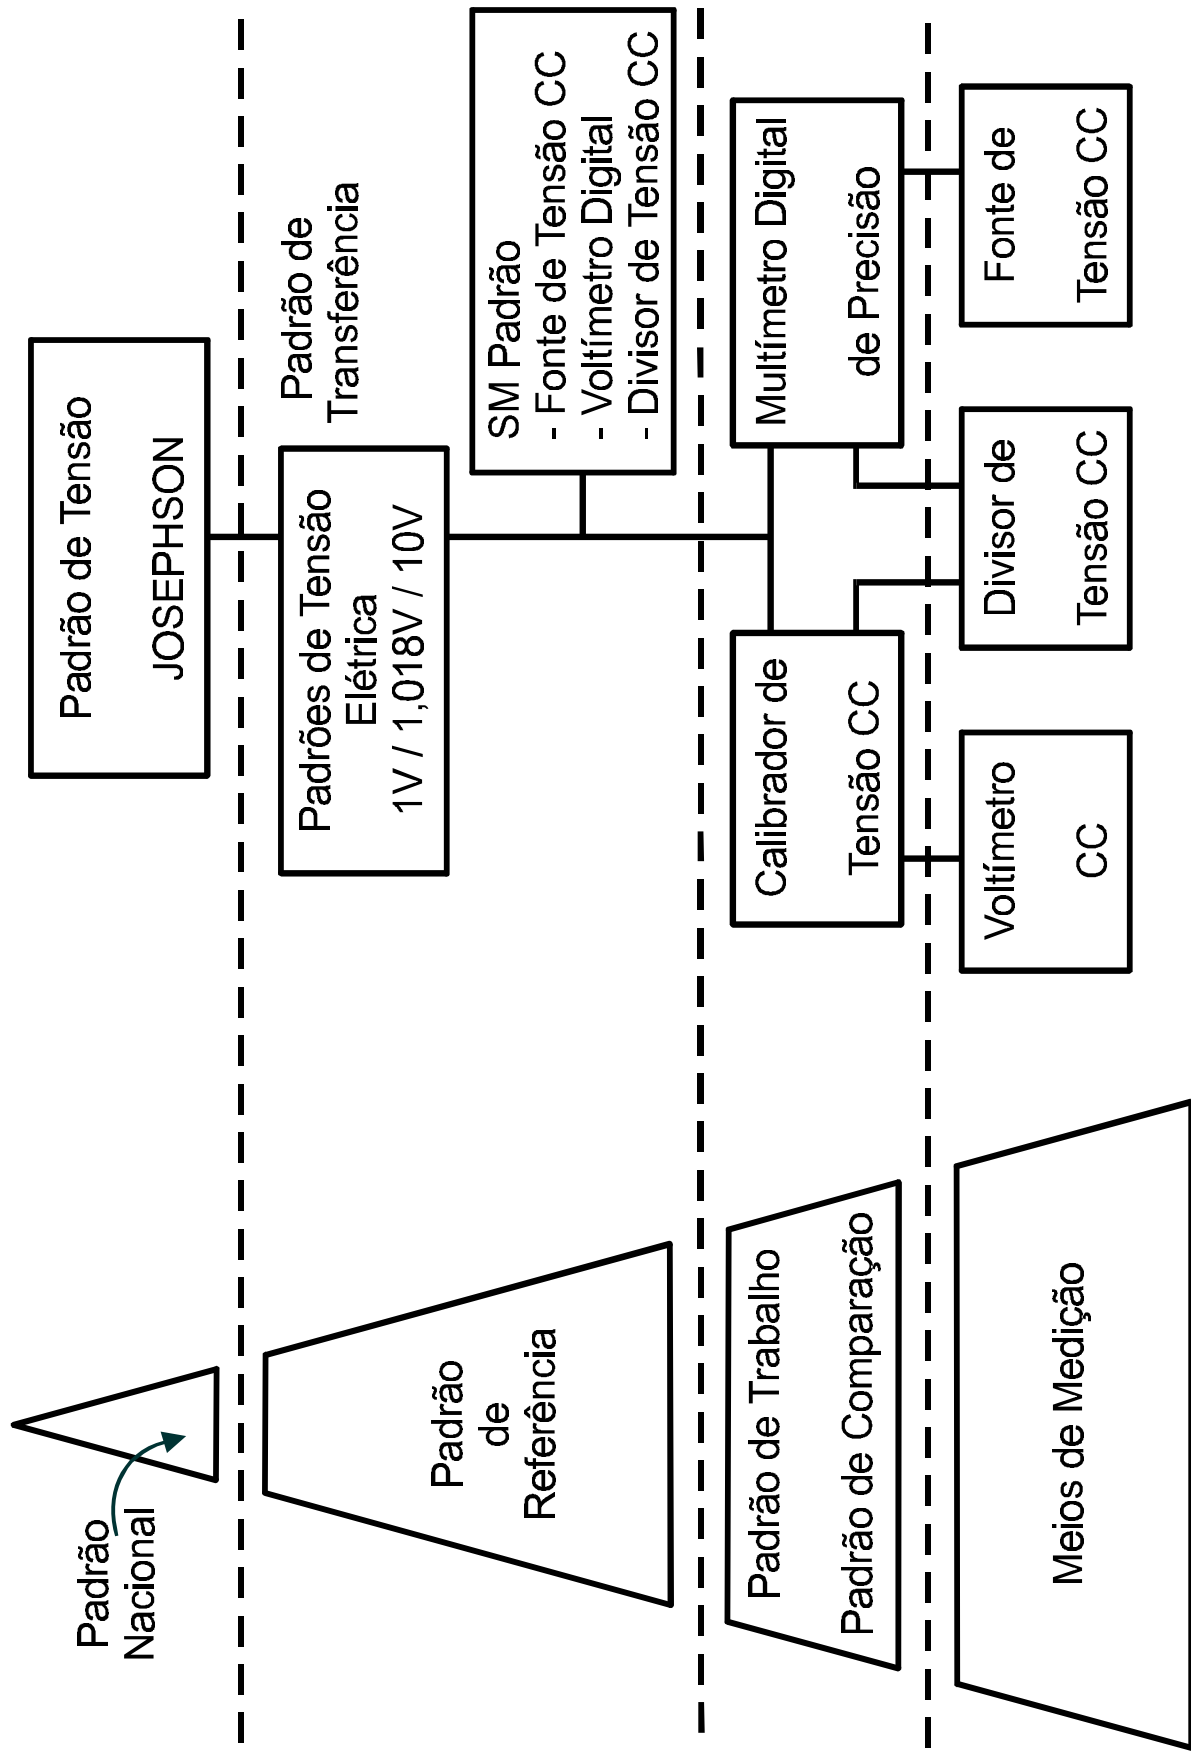 Padrão
Nacional
Padrão de Tensão
JOSEPHSON
Padrão
de
Referência
Padrões de Tensão
Elétrica
1V / 1,018V / 10V
Padrão de
Transferência
SM Padrão
- Fonte de Tensão CC
- Voltímetro Digital
- Divisor de Tensão CC
Padrão de Trabalho
Padrão de Comparação
Calibrador de
Tensão CC
Multímetro Digital
de Precisão
Meios de Medição
Voltímetro
CC
Divisor de
Tensão CC
Fonte de
Tensão CC